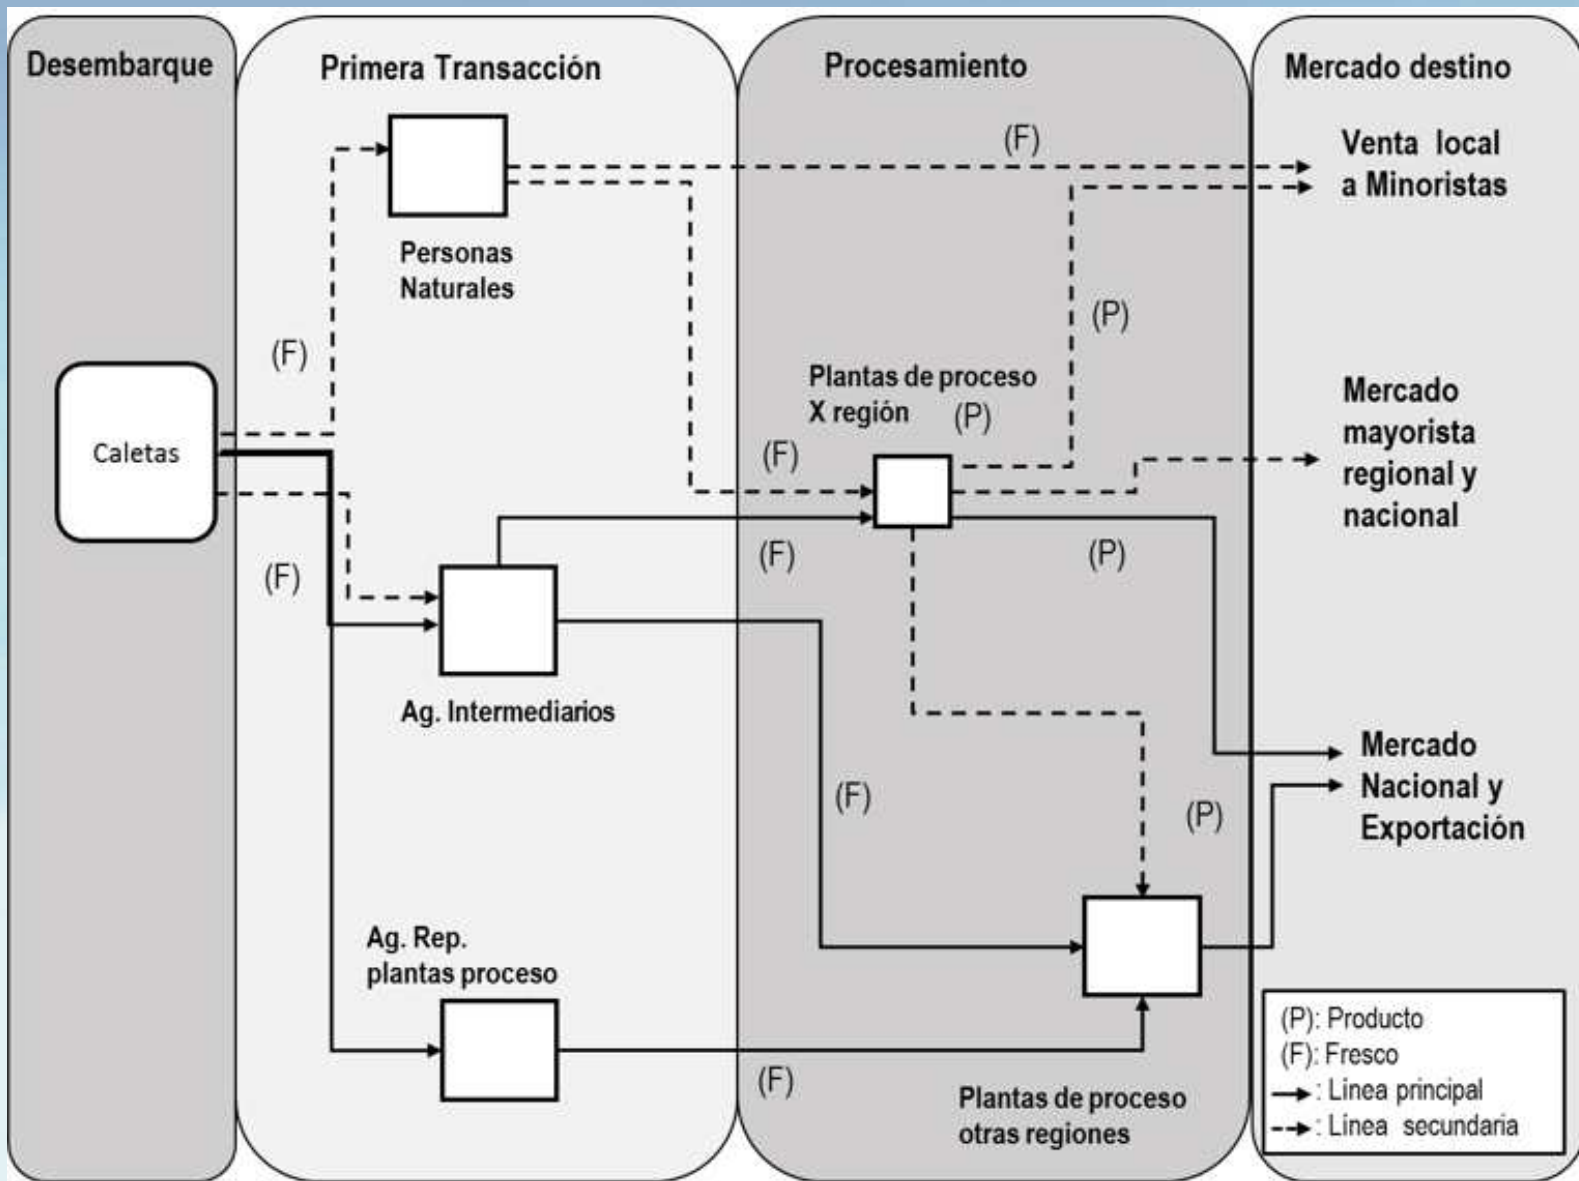 Desembarque
Primera Transacción
Procesamiento
Mercado destino
(F)
Venta local
a Minoristas
Personas
Naturales
(P)
(F)
Plantas de proceso
X región
(P)
Mercado
mayorista
regional y
nacional
Caletas
(F)
(F)
(F)
(P)
Ag. Intermediarios
Mercado
Nacional y
Exportación
(F)
(P)
Ag. Rep.
plantas proceso
(F)
Plantas de proceso
otras regiones
(P): Producto
(F): Fresco
: Linea principal
: Línea secundaria